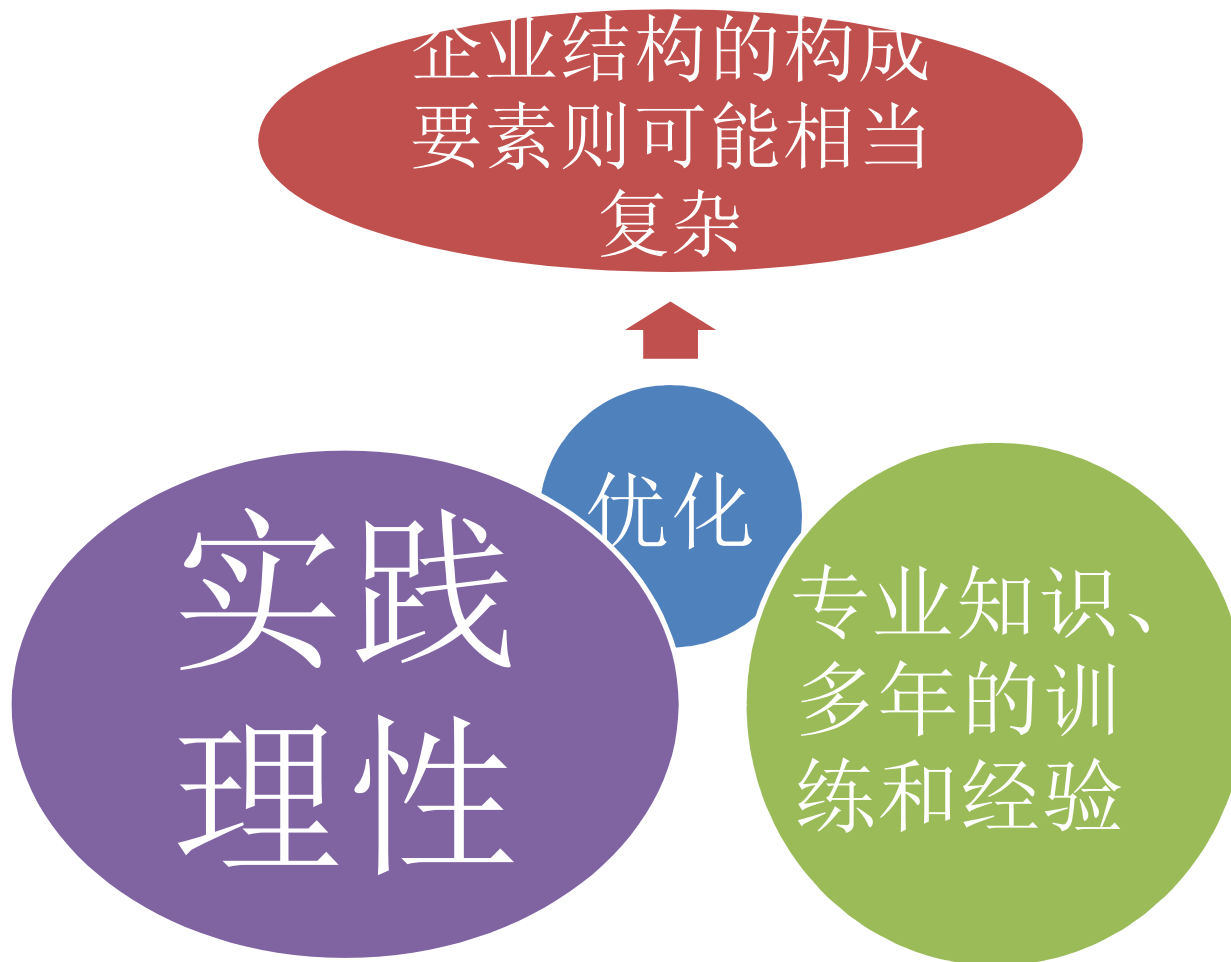 企业结构的构成
要素则可能相当
复杂
优化
实践
理性
专业知识、
多年的训
练和经验